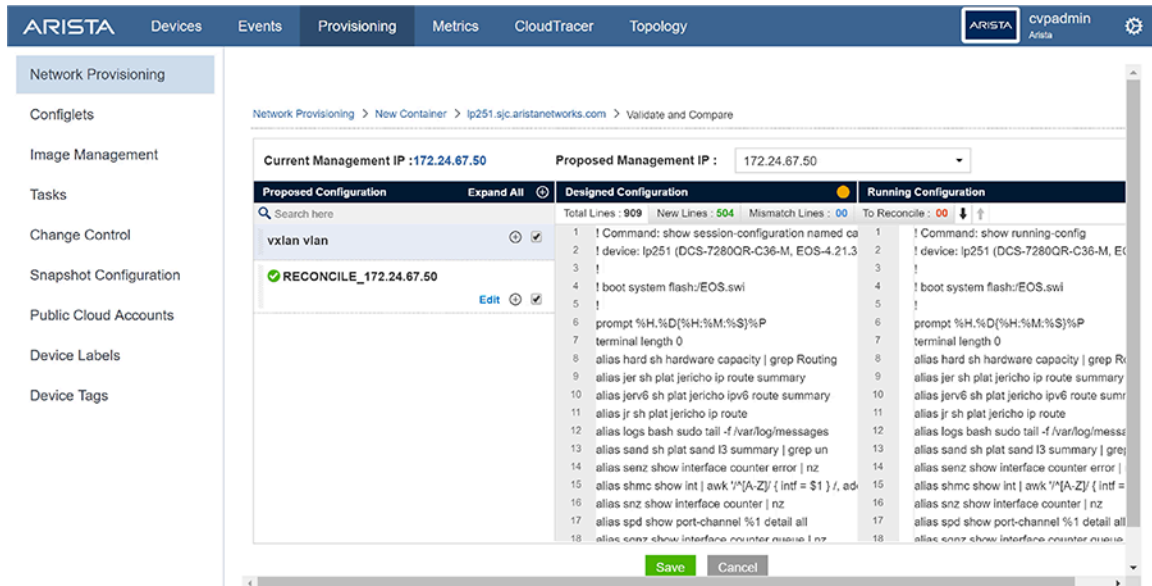 ARISTA Devices Events Provisioning Metrics CloudTracer Topology ARISTA cvpadmin
Arista
Network Provisioning
Configlets
Image Management
Tasks
Change Control
Snapshot Configuration
Public Cloud Accounts
Device Labels
Device Tags
Network Provisioning > New Container > lp251.sjc.aristanetworks.com > Validate and Compare
Current Management IP :172.24.67.50 Proposed Management IP : 172.24.67.50
Proposed Configuration Expand All
Search here
vxlan vlan
RECONCILE_172.24.67.50
Edit
Designed Configuration
Total Lines : 909 New Lines : 504 Mismatch Lines : 00 To Reconcile : 00
1 ! Command: show session-configuration named ca
2 ! device: lp251 (DCS-7280QR-C36-M, EOS-4.21.3
3 !
4 ! boot system flash:/EOS.swi
5 !
6 prompt %H.%D{%H:%M:%S}%P
7 terminal length 0
8 alias hard sh hardware capacity | grep Routing
9 alias jer sh plat jericho ip route summary
10 alias jerv6 sh plat jericho ipv6 route summary
11 alias jr sh plat jericho ip route
12 alias logs bash sudo tail -f /var/log/messages
13 alias sand sh plat sand l3 summary | grep un
14 alias senz show interface counter error | nz
15 alias shmc show int | awk '/^[A-Z]/ { intf = $1 } /, ad
16 alias snz show interface counter | nz
17 alias spd show port-channel %1 detail all
18 alias sqnz show interface counter queue | nz
Running Configuration
1 ! Command: show running-config
2 ! device: lp251 (DCS-7280QR-C36-M, E
3 !
4 ! boot system flash:/EOS.swi
5 !
6 prompt %H.%D{%H:%M:%S}%P
7 terminal length 0
8 alias hard sh hardware capacity | grep R
9 alias jer sh plat jericho ip route summary
10 alias jerv6 sh plat jericho ipv6 route sumr
11 alias jr sh plat jericho ip route
12 alias logs bash sudo tail -f /var/log/messa
13 alias sand sh plat sand l3 summary | gre
14 alias senz show interface counter error |
15 alias shmc show int | awk '/^[A-Z]/ { intf =
16 alias snz show interface counter | nz
17 alias spd show port-channel %1 detail all
18 alias sqnz show interface counter queue
Save Cancel